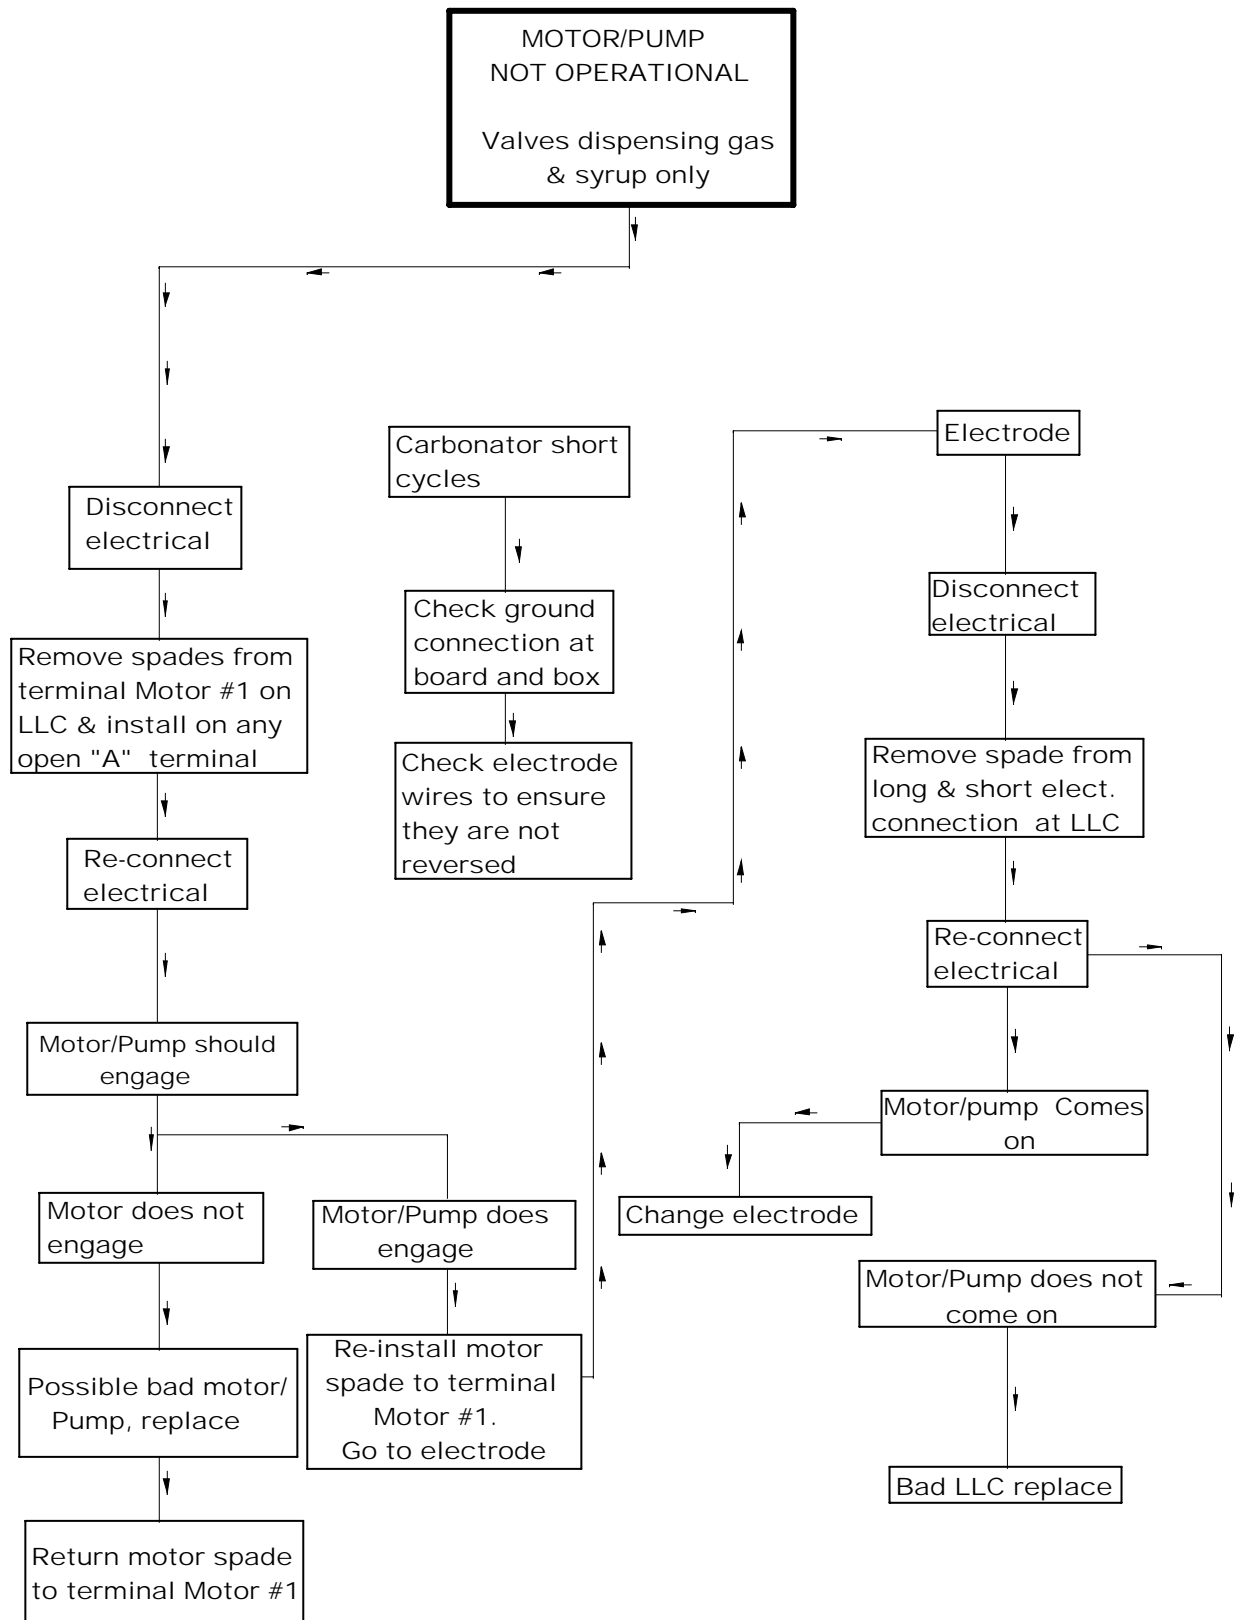 MOTOR/PUMP
NOT OPERATIONAL
Valves dispensing gas
& syrup only
Disconnect
electrical
Remove spades from
terminal Motor #1 on
LLC & install on any
open "A" terminal
Re-connect
electrical
Motor/Pump should
engage
Motor does not
engage
Possible bad motor/
Pump, replace
Return motor spade
to terminal Motor #1
Motor/Pump does
engage
Re-install motor
spade to terminal
Motor #1.
Go to electrode
Carbonator short
cycles
Check ground
connection at
board and box
Check electrode
wires to ensure
they are not
reversed
Electrode
Disconnect
electrical
Remove spade from
long & short elect.
connection at LLC
Re-connect
electrical
Motor/pump Comes
on
Change electrode
Motor/Pump does not
come on
Bad LLC replace